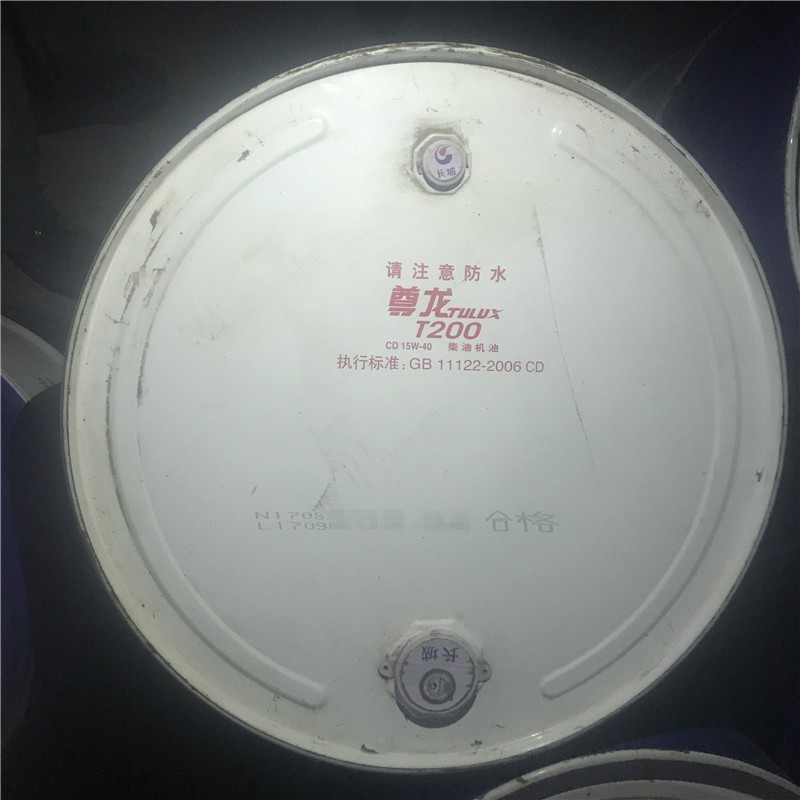 长城
请注意防水
尊龙TULUX
T200
CD 15W-40 柴油机油
执行标准:GB 11122-2006 CD
合格
长城